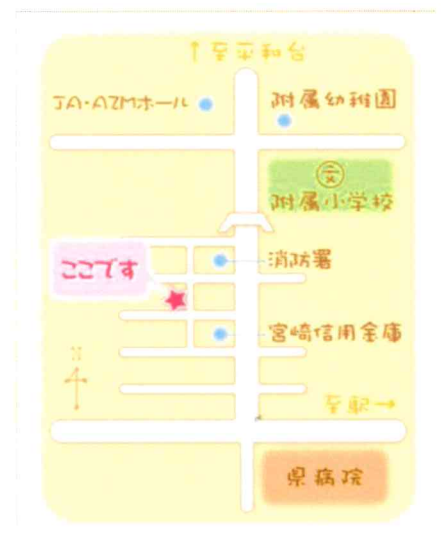 ↑至平和台
JA・AZMホール
附属幼稚園
文
附属小学校
消防署
ここです
宮崎信用金庫
N
至駅→
県病院